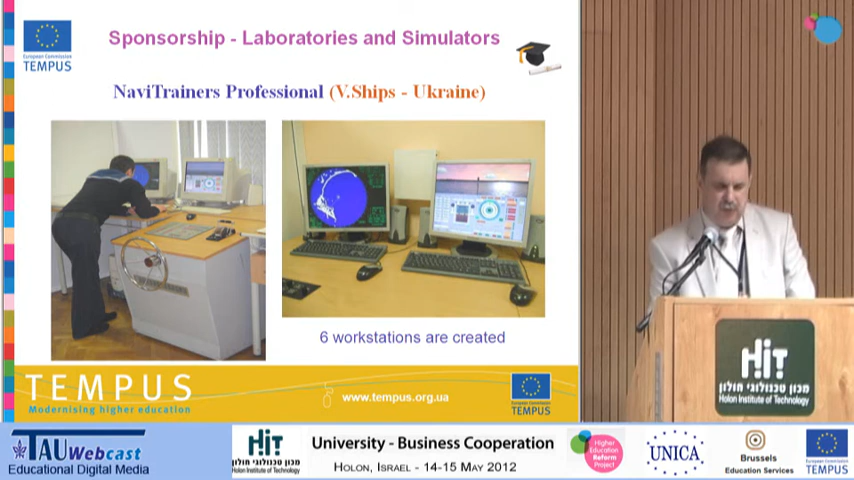 European Commission
TEMPUS
Sponsorship - Laboratories and Simulators
NaviTrainers Professional (V.Ships - Ukraine)
6 workstations are created
TEMPUS
Modernising higher education
www.tempus.org.ua
European Commission
TEMPUS
HiT
מכון טכנולוגי חולון
Holon Institute of Technology
TAU Webcast
Educational Digital Media
HiT
מכון טכנולוגי חולון
Holon Institute of Technology
University - Business Cooperation
Holon, Israel - 14-15 May 2012
Higher
Education
Reform
Project
UNICA
Brussels
Education Services
European Commission
TEMPUS